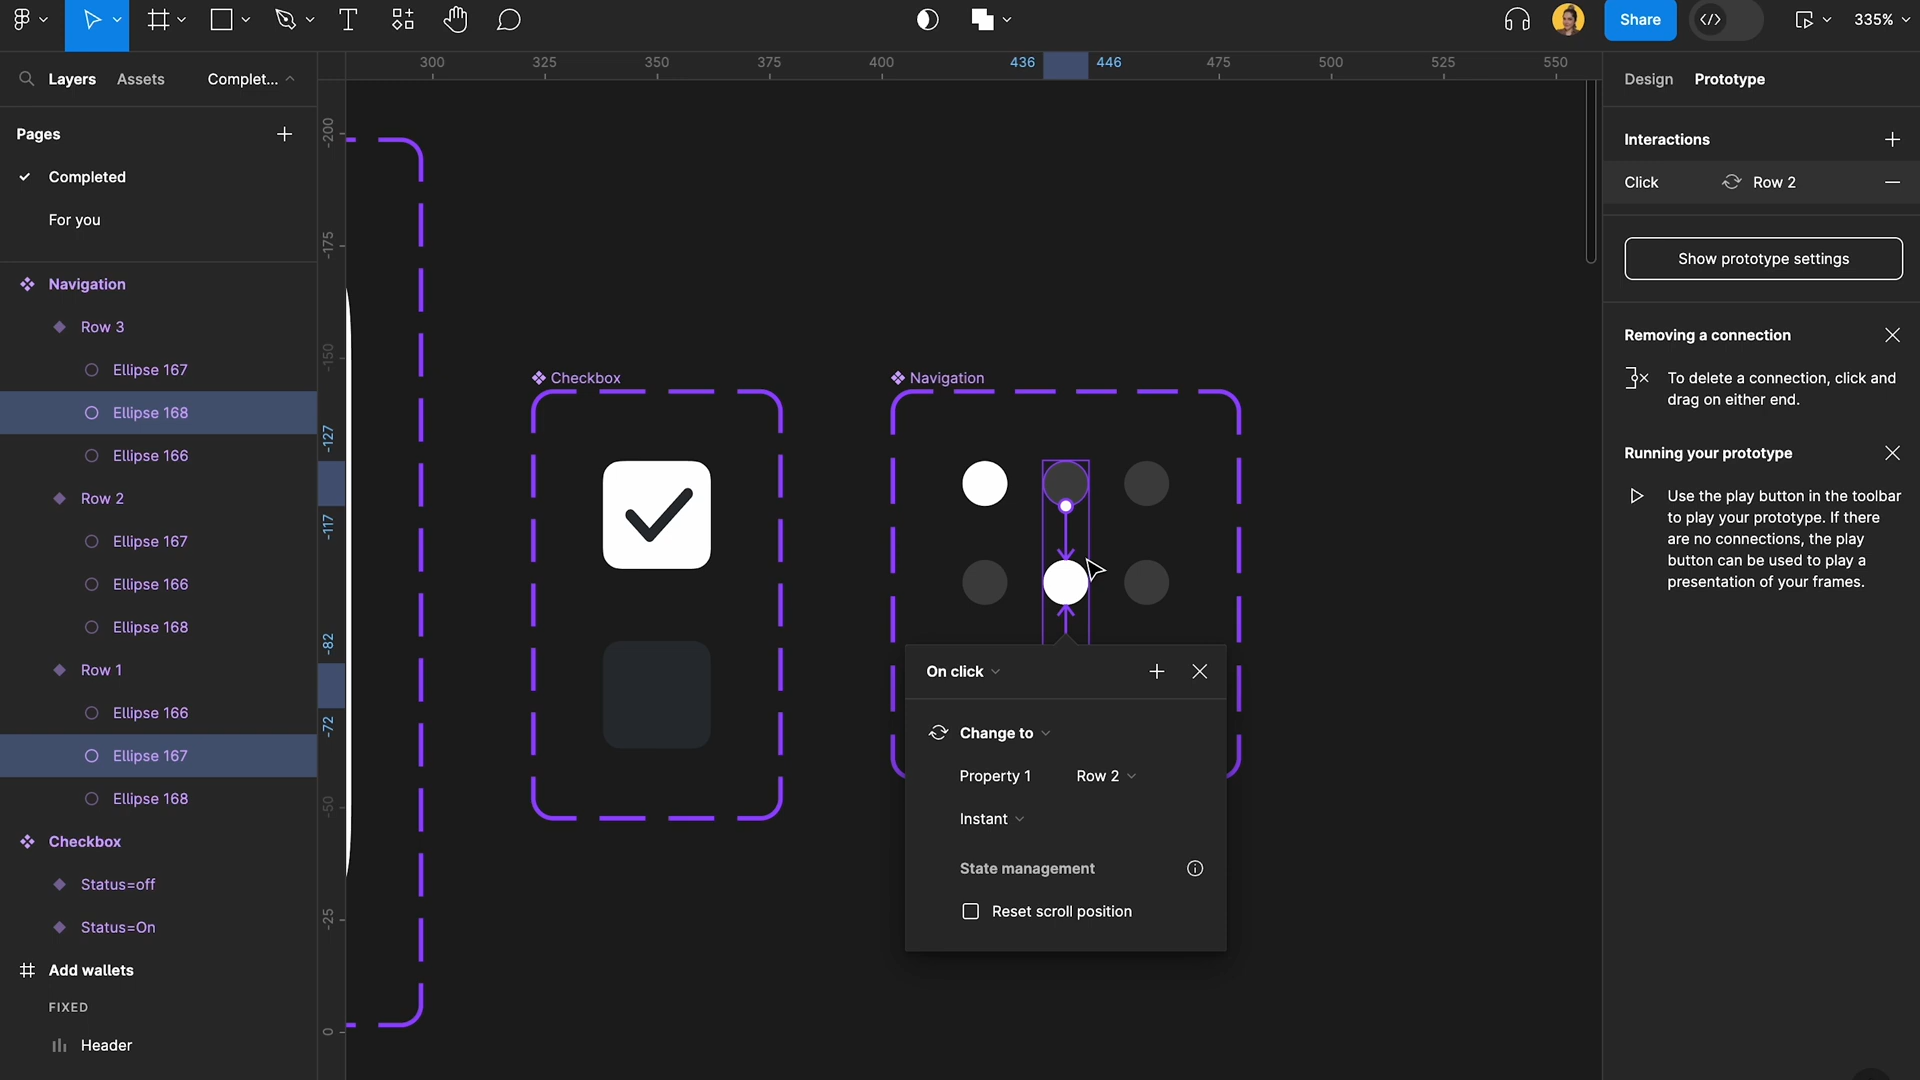 Share
335%
Layers
Assets
Complet...
Pages
Completed
For you
Navigation
Row 3
Ellipse 167
Ellipse 168
Ellipse 166
Row 2
Ellipse 167
Ellipse 166
Ellipse 168
Row 1
Ellipse 166
Ellipse 167
Ellipse 168
Checkbox
Status=off
Status=On
Add wallets
FIXED
Header
300
325
350
375
400
436
446
475
500
525
550
-200
-175
-150
-127
-117
-82
-72
-50
-25
0
Checkbox
Navigation
On click
Change to
Property 1
Row 2
Instant
State management
Reset scroll position
Design
Prototype
Interactions
Click
Row 2
Show prototype settings
Removing a connection
To delete a connection, click and
drag on either end.
Running your prototype
Use the play button in the toolbar
to play your prototype. If there
are no connections, the play
button can be used to play a
presentation of your frames.